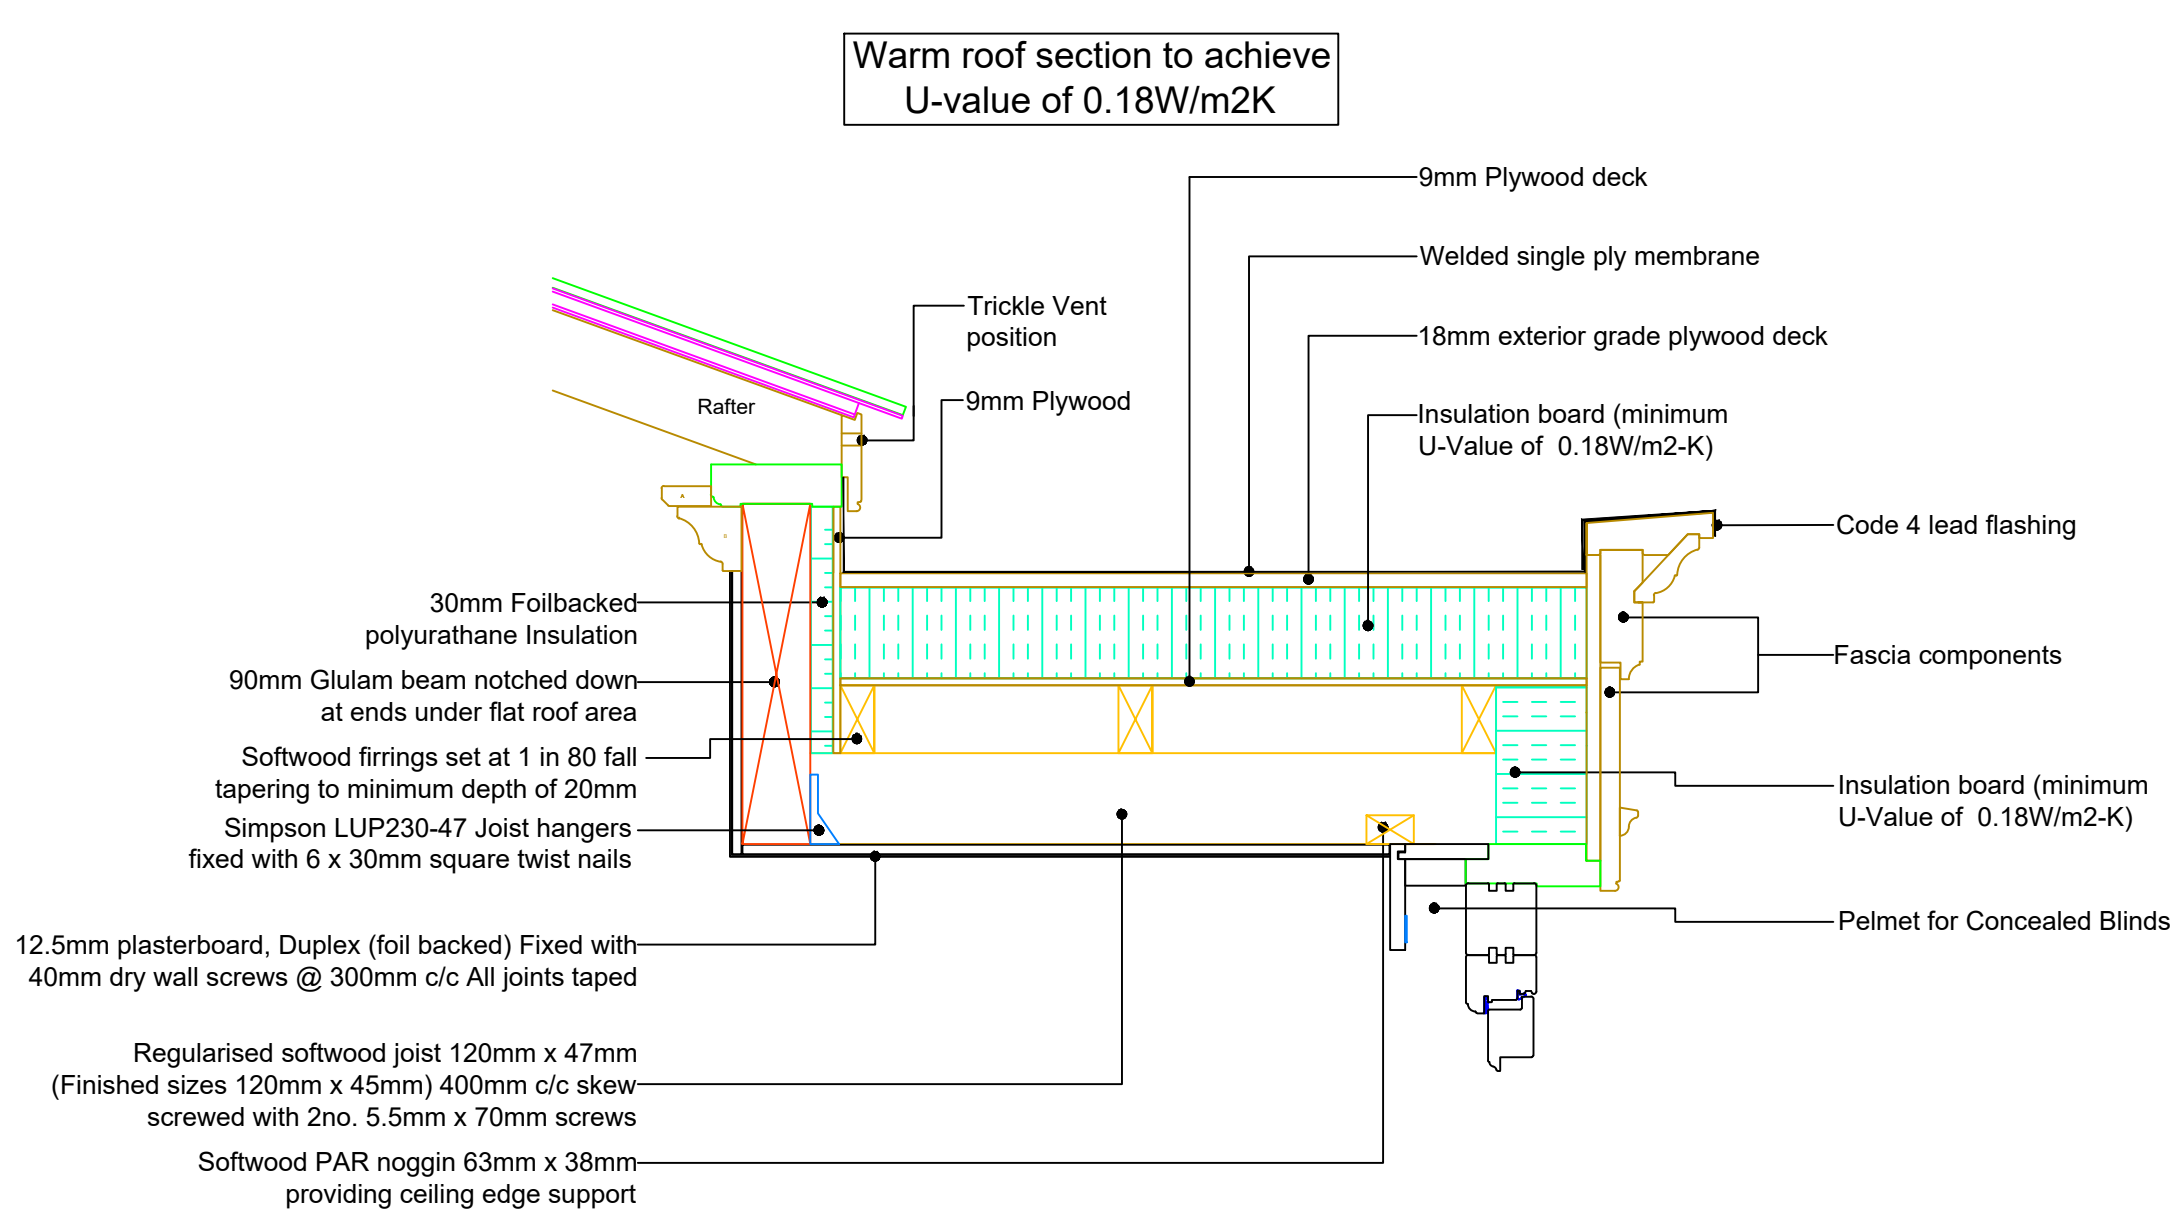 Warm roof section to achieve
U-value of 0.18W/m2K
9mm Plywood deck
Welded single ply membrane
Trickle Vent
position
18mm exterior grade plywood deck
9mm Plywood
Rafter
Insulation board (minimum
U-Value of  0.18W/m2-K)
Code 4 lead flashing
30mm Foilbacked
polyurathane Insulation
Fascia components
90mm Glulam beam notched down
at ends under flat roof area
Softwood firrings set at 1 in 80 fall
tapering to minimum depth of 20mm
Insulation board (minimum
U-Value of  0.18W/m2-K)
Simpson LUP230-47 Joist hangers
fixed with 6 x 30mm square twist nails
Pelmet for Concealed Blinds
12.5mm plasterboard, Duplex (foil backed) Fixed with
40mm dry wall screws @ 300mm c/c All joints taped
Regularised softwood joist 120mm x 47mm
(Finished sizes 120mm x 45mm) 400mm c/c skew
screwed with 2no. 5.5mm x 70mm screws
Softwood PAR noggin 63mm x 38mm
providing ceiling edge support